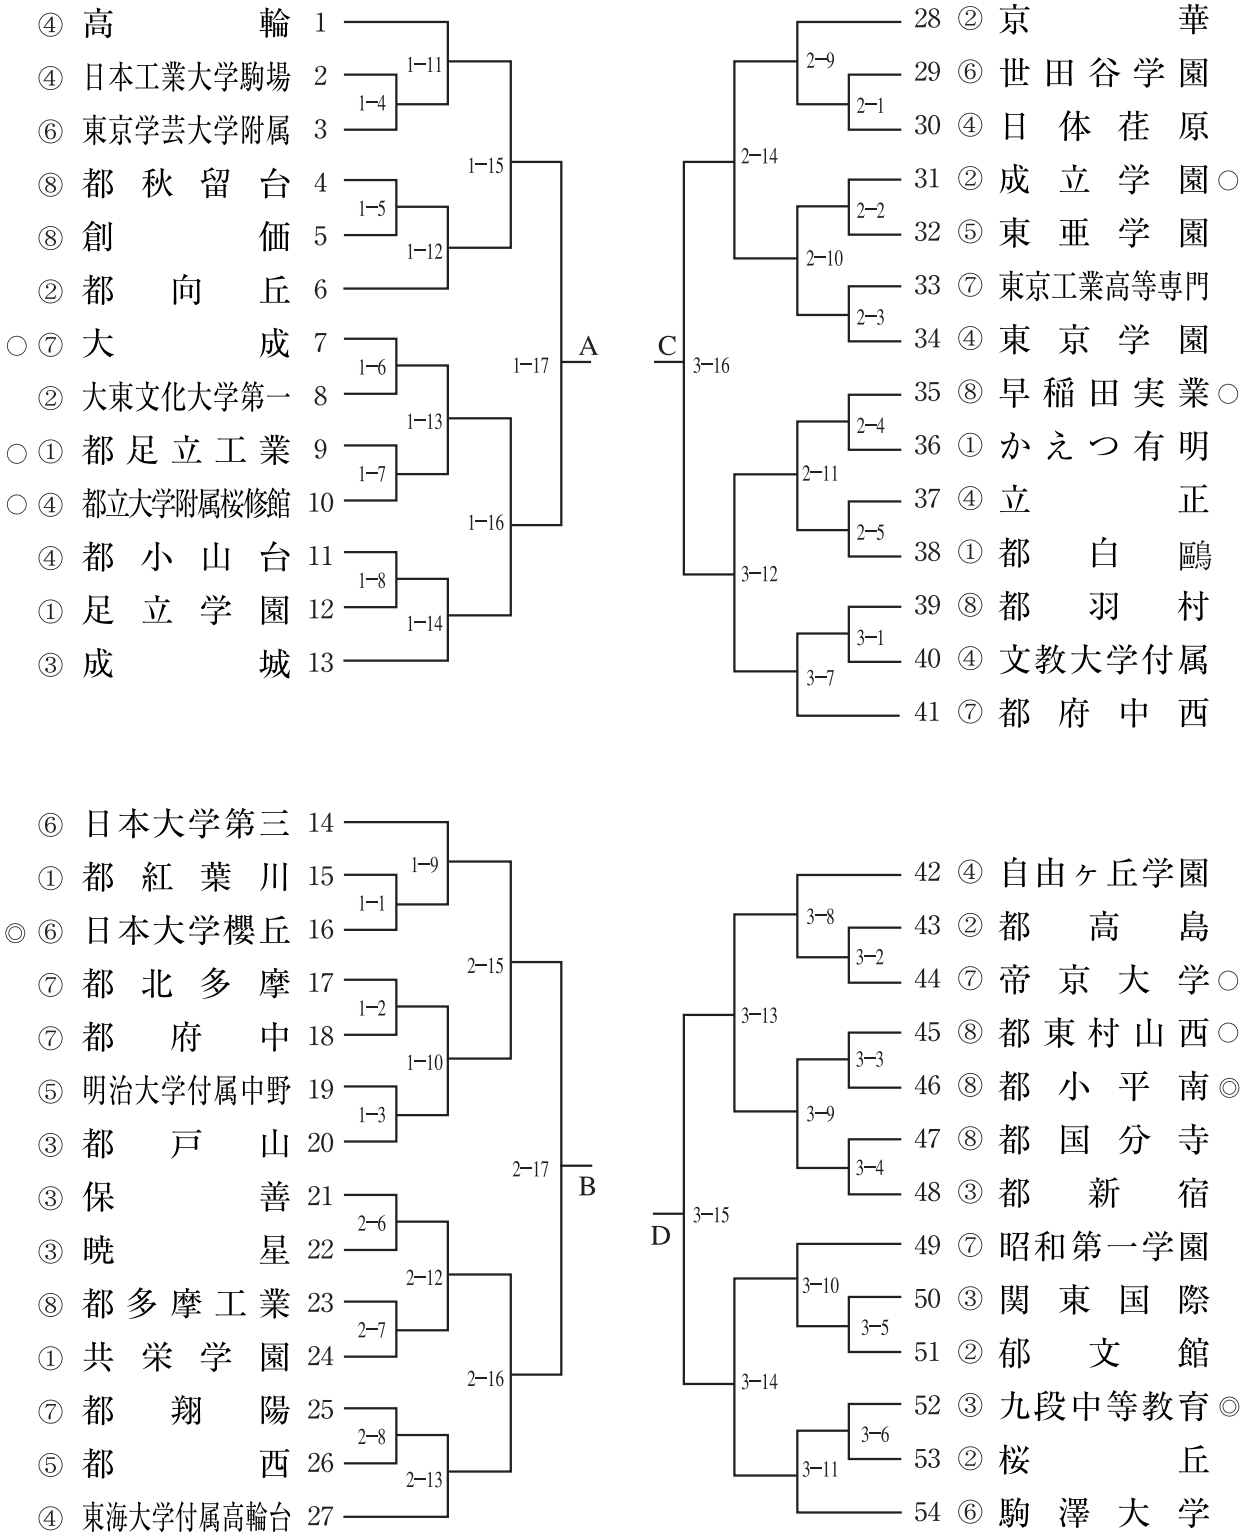 ④ 高輪 1
④ 日本工業大学駒場 2
⑥ 東京学芸大学附属 3
⑧ 都秋留台 4
⑧ 創価 5
② 都向丘 6
○ ⑦ 大成 7
② 大東文化大学第一 8
○ ① 都足立工業 9
○ ④ 都立大学附属桜修館 10
④ 都小山台 11
① 足立学園 12
③ 成城 13
1-11
1-4
1-15
1-5
1-12
1-6
1-17
A
1-13
1-7
1-16
1-8
1-14
⑥ 日本大学第三 14
① 都紅葉川 15
◎ ⑥ 日本大学櫻丘 16
⑦ 都北多摩 17
⑦ 都府中 18
⑤ 明治大学付属中野 19
③ 都戸山 20
③ 保善 21
③ 暁星 22
⑧ 都多摩工業 23
① 共栄学園 24
⑦ 都翔陽 25
⑤ 都西 26
④ 東海大学付属高輪台 27
1-9
1-1
2-15
1-2
1-10
1-3
2-17
B
2-6
2-12
2-7
2-16
2-8
2-13
28 ② 京華
29 ⑥ 世田谷学園
30 ④ 日体荏原
31 ② 成立学園 ○
32 ⑤ 東亜学園
33 ⑦ 東京工業高等専門
34 ④ 東京学園
35 ⑧ 早稲田実業 ○
36 ① かえつ有明
37 ④ 立正
38 ① 都白鷗
39 ⑧ 都羽村
40 ④ 文教大学付属
41 ⑦ 都府中西
2-9
2-1
2-14
2-2
2-10
2-3
C
3-16
2-4
2-11
2-5
3-12
3-1
3-7
42 ④ 自由ヶ丘学園
43 ② 都高島
44 ⑦ 帝京大学 ○
45 ⑧ 都東村山西 ○
46 ⑧ 都小平南 ◎
47 ⑧ 都国分寺
48 ③ 都新宿
49 ⑦ 昭和第一学園
50 ③ 関東国際
51 ② 郁文館
52 ③ 九段中等教育 ◎
53 ② 桜丘
54 ⑥ 駒澤大学
3-8
3-2
3-13
3-3
3-9
3-4
D
3-15
3-10
3-5
3-14
3-6
3-11